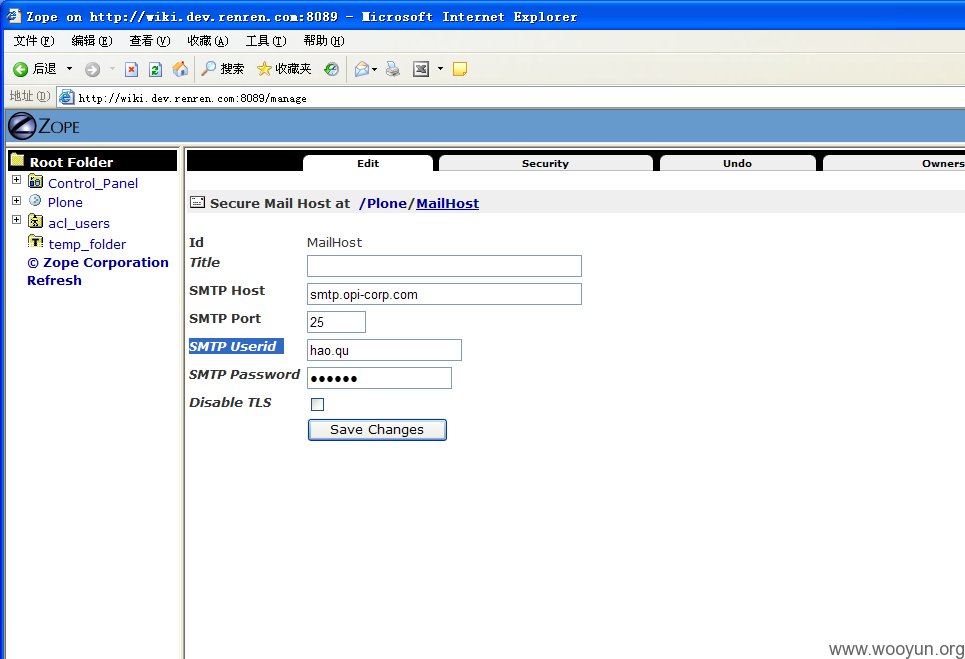 Zope on http://wiki.dev.renren.com:8089 - Microsoft Internet Explorer
文件(F) 编辑(E) 查看(V) 收藏(A) 工具(T) 帮助(H)
后退 搜索 收藏夹
地址(D) http://wiki.dev.renren.com:8089/manage
ZOPE
Root Folder
Control_Panel
Plone
acl_users
temp_folder
© Zope Corporation
Refresh
Edit Security Undo Owners
Secure Mail Host at /Plone/MailHost
Id MailHost
Title
SMTP Host smtp.opi-corp.com
SMTP Port 25
SMTP Userid hao.qu
SMTP Password ●●●●●●
Disable TLS
Save Changes
www.wooyun.org